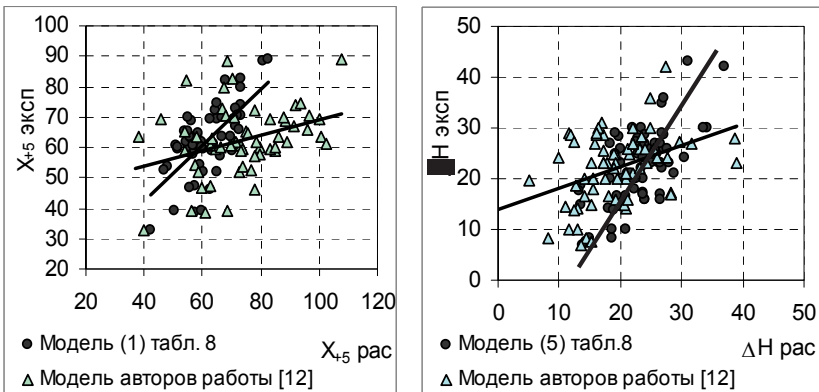 100
90
80
70
60
50
40
30
20
X+5 эксп
20 40 60 80 100 120
X+5 рас
● Модель (1) табл. 8
△ Модель авторов работы [12]
50
40
30
20
10
0
H эксп
0 10 20 30 40 50
ΔH рас
● Модель (5) табл.8
△ Модель авторов работы [12]